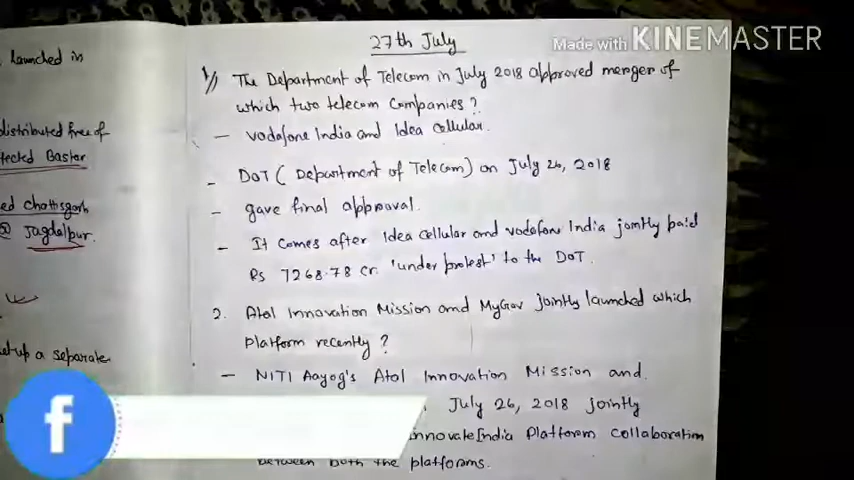 Made with KINEMASTER
launched in
distributed free of
Bastar
chattisgarh
@ Jagdalpur.
set up a separate
27th July
1) The Department of Telecom in July 2018 approved merger of
which two telecom companies?
- Vodafone India and Idea cellular.
- DOT ( Department of Telecom) on July 26, 2018
- gave final approval.
- It comes after Idea cellular and vodafone India jointly paid
Rs 7268.78 cr. 'under protest' to the DOT.
2. Atal Innovation Mission and MyGov jointly launched which
Platform recently?
- NITI Aayog's Atal Innovation Mission and
July 26, 2018 jointly
innovateIndia Platform collaboration
between both the platforms.
f